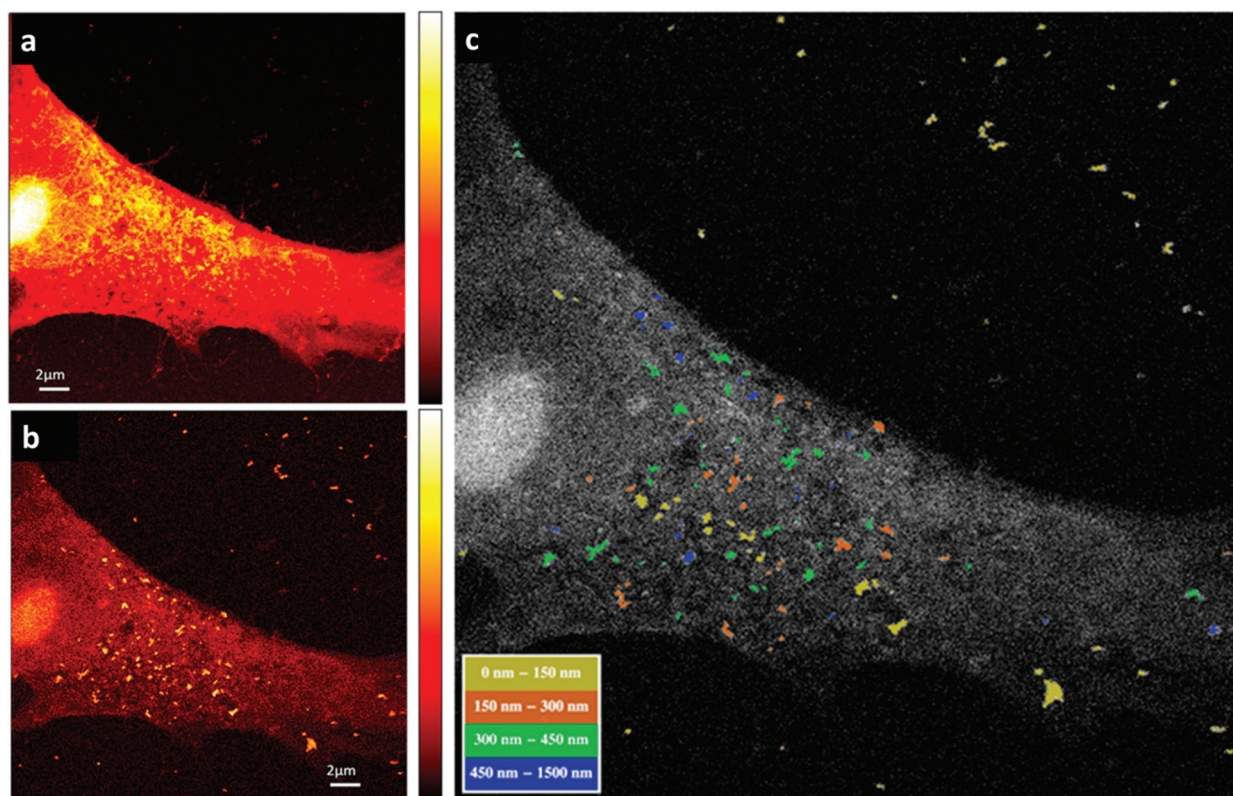 a
2μm
b
2μm
c
0 nm – 150 nm
150 nm – 300 nm
300 nm – 450 nm
450 nm – 1500 nm